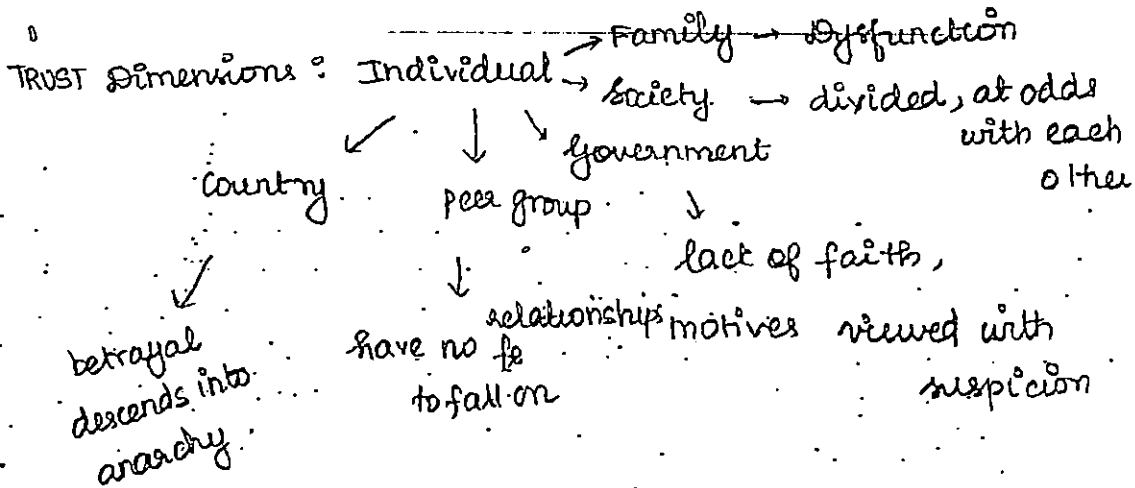 → Family → Dysfunction
TRUST Dimensions : Individual → Society → divided, at odds
with each
other
Government
Country
Peer group
lack of faith,
motives viewed with
suspicion
relationships
have no fe
to fall on
betrayal
descends into
anarchy